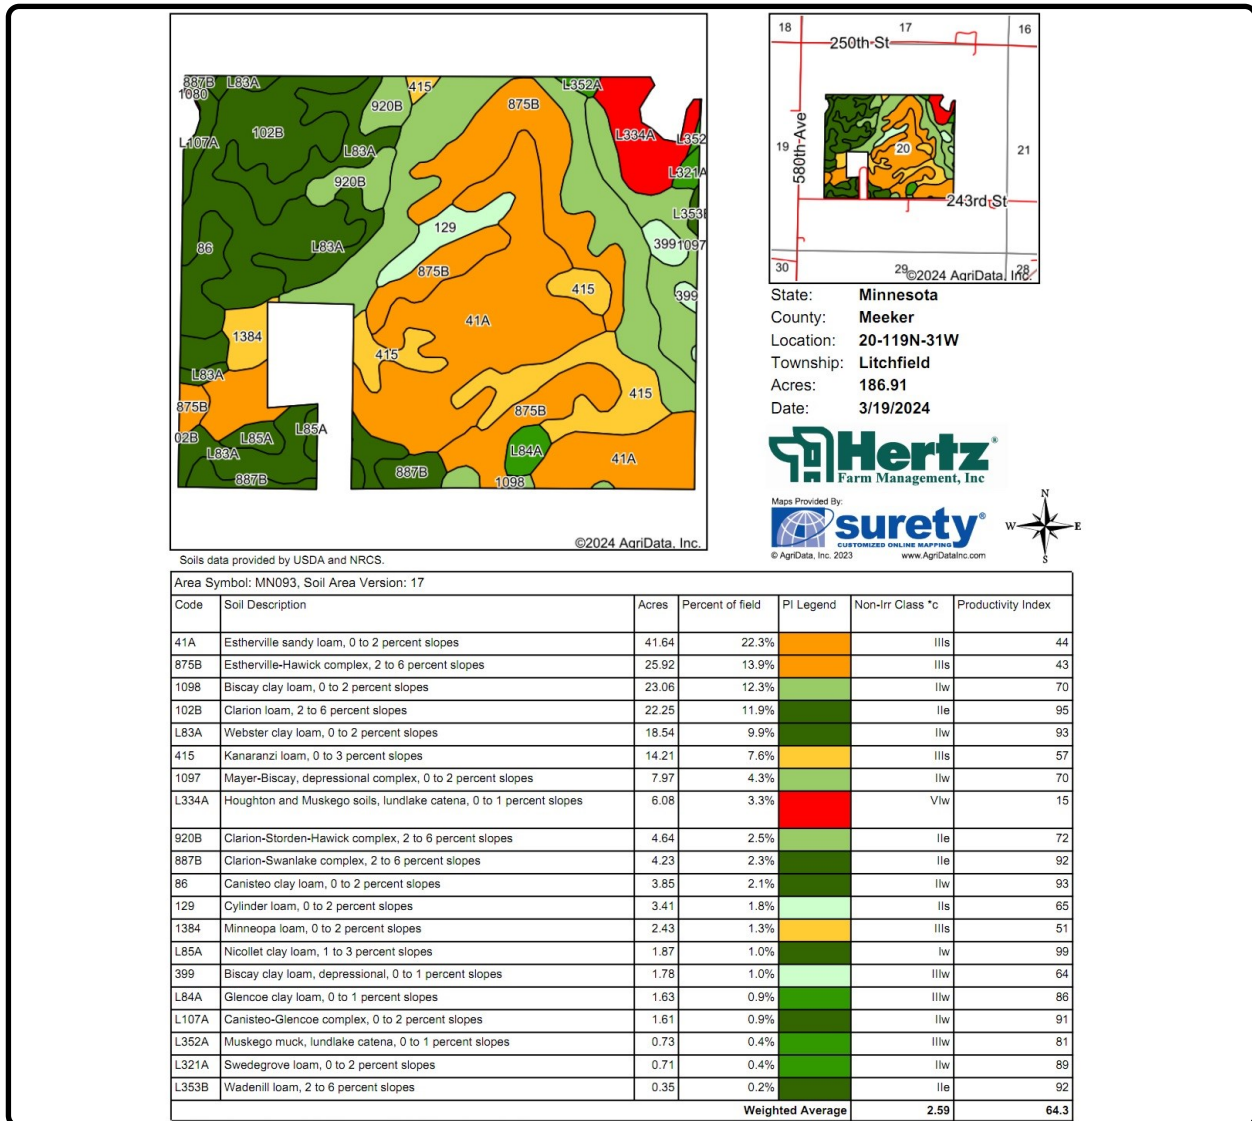 887B
L83A
1080
415
L352A
920B
875B
102B
L334A
L352
L107A
L83A
L321A
920B
L353B
129
86
L83A
399
1097
875B
415
399
41A
1384
415
L83A
415
875B
875B
L85A
02B
L85A
L83A
L84A
41A
887B
887B
1098
©2024 AgriData, Inc.
Soils data provided by USDA and NRCS.
18
17
16
250th St
580th Ave
19
20
21
243rd St
30
29
28
©2024 AgriData, Inc.
State: Minnesota
County: Meeker
Location: 20-119N-31W
Township: Litchfield
Acres: 186.91
Date: 3/19/2024
Hertz®
Farm Management, Inc
Maps Provided By:
surety®
CUSTOMIZED ONLINE MAPPING
© AgriData, Inc. 2023 www.AgriDataInc.com
N
W E
S
Area Symbol: MN093, Soil Area Version: 17
Code Soil Description Acres Percent of field PI Legend Non-Irr Class *c Productivity Index
41A Estherville sandy loam, 0 to 2 percent slopes 41.64 22.3% IIIs 44
875B Estherville-Hawick complex, 2 to 6 percent slopes 25.92 13.9% IIIs 43
1098 Biscay clay loam, 0 to 2 percent slopes 23.06 12.3% IIw 70
102B Clarion loam, 2 to 6 percent slopes 22.25 11.9% IIe 95
L83A Webster clay loam, 0 to 2 percent slopes 18.54 9.9% IIw 93
415 Kanaranzi loam, 0 to 3 percent slopes 14.21 7.6% IIIs 57
1097 Mayer-Biscay, depressional complex, 0 to 2 percent slopes 7.97 4.3% IIw 70
L334A Houghton and Muskego soils, lundlake catena, 0 to 1 percent slopes 6.08 3.3% VIw 15
920B Clarion-Storden-Hawick complex, 2 to 6 percent slopes 4.64 2.5% IIe 72
887B Clarion-Swanlake complex, 2 to 6 percent slopes 4.23 2.3% IIe 92
86 Canisteo clay loam, 0 to 2 percent slopes 3.85 2.1% IIw 93
129 Cylinder loam, 0 to 2 percent slopes 3.41 1.8% IIs 65
1384 Minneopa loam, 0 to 2 percent slopes 2.43 1.3% IIIs 51
L85A Nicollet clay loam, 1 to 3 percent slopes 1.87 1.0% Iw 99
399 Biscay clay loam, depressional, 0 to 1 percent slopes 1.78 1.0% IIIw 64
L84A Glencoe clay loam, 0 to 1 percent slopes 1.63 0.9% IIIw 86
L107A Canisteo-Glencoe complex, 0 to 2 percent slopes 1.61 0.9% IIw 91
L352A Muskego muck, lundlake catena, 0 to 1 percent slopes 0.73 0.4% IIIw 81
L321A Swedegrove loam, 0 to 2 percent slopes 0.71 0.4% IIw 89
L353B Wadenill loam, 2 to 6 percent slopes 0.35 0.2% IIe 92
Weighted Average 2.59 64.3